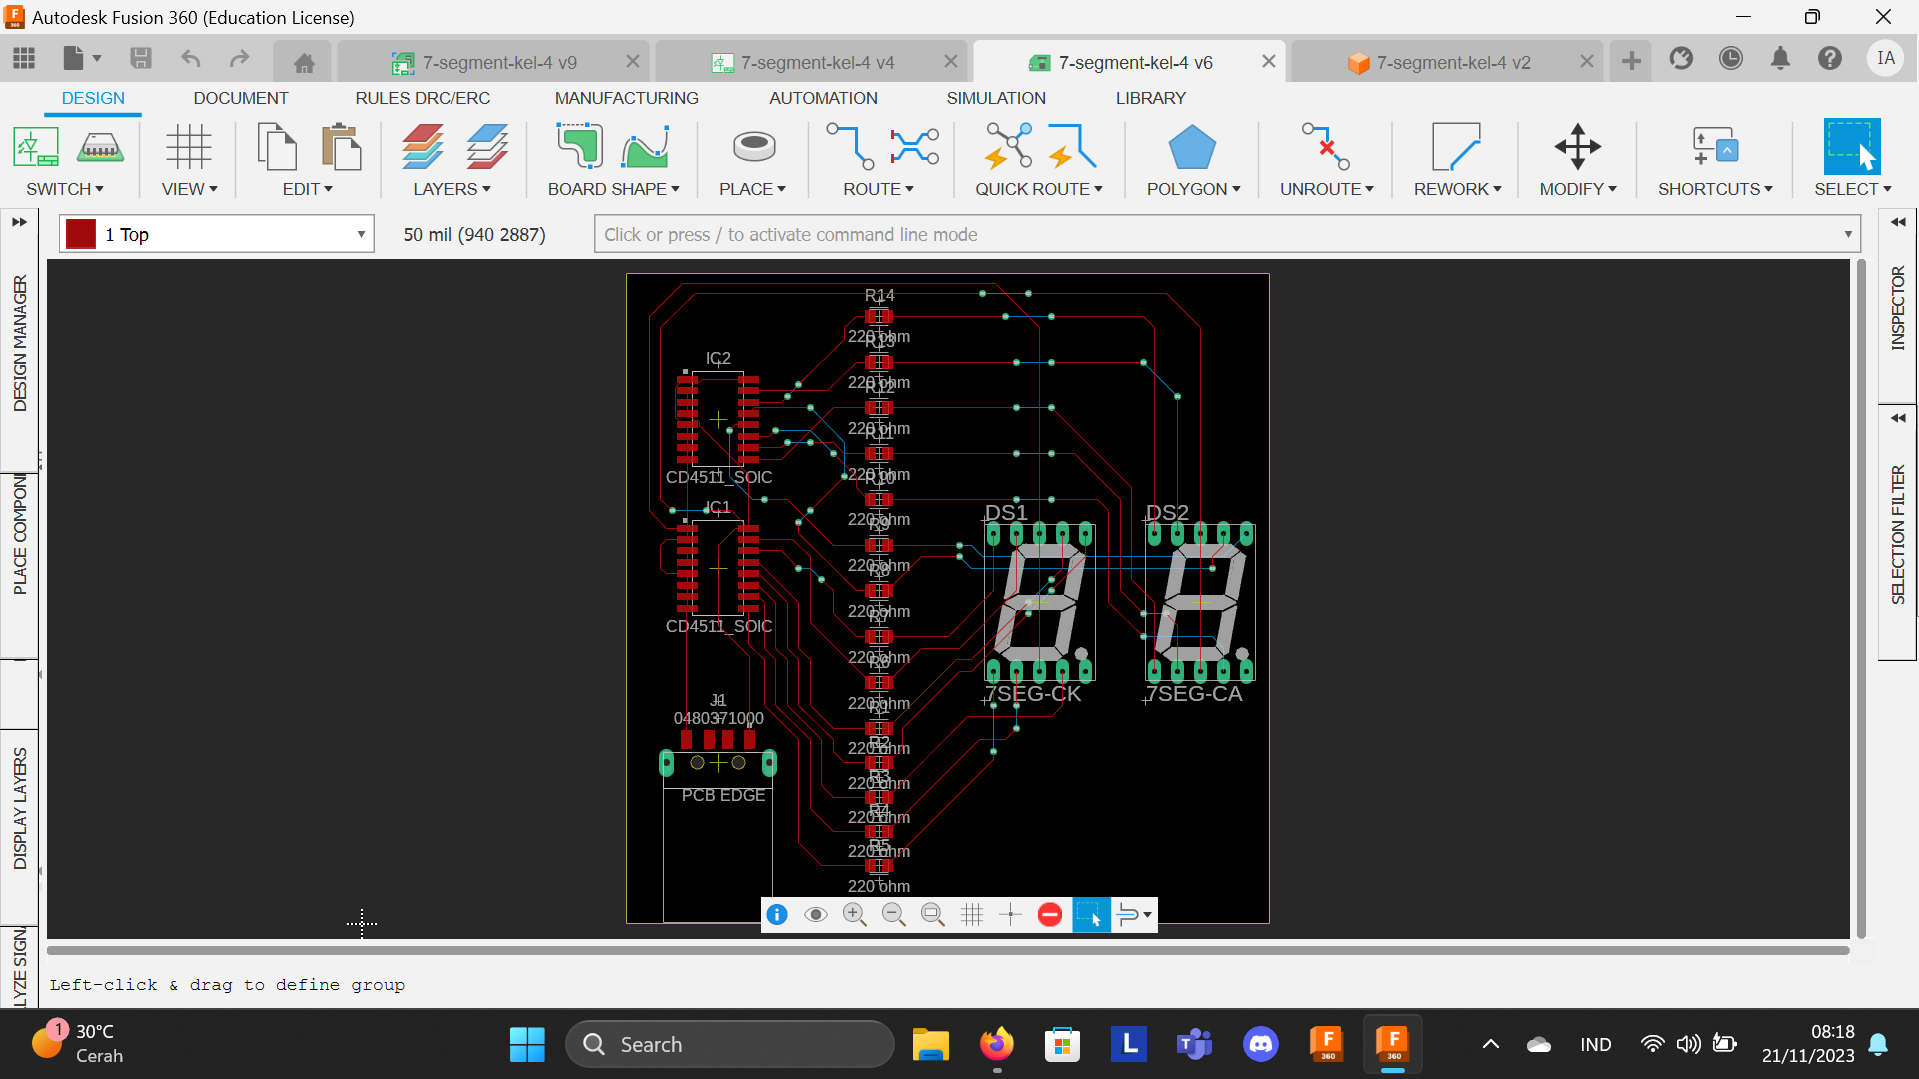 Autodesk Fusion 360 (Education License)
7-segment-kel-4 v9
7-segment-kel-4 v4
7-segment-kel-4 v6
7-segment-kel-4 v2
IA
DESIGN
DOCUMENT
RULES DRC/ERC
MANUFACTURING
AUTOMATION
SIMULATION
LIBRARY
SWITCH
VIEW
EDIT
LAYERS
BOARD SHAPE
PLACE
ROUTE
QUICK ROUTE
POLYGON
UNROUTE
REWORK
MODIFY
SHORTCUTS
SELECT
1 Top
50 mil (940 2887)
Click or press / to activate command line mode
DESIGN MANAGER
PLACE COMPON
DISPLAY LAYERS
LYZE SIGN
INSPECTOR
SELECTION FILTER
R14
220 ohm
R13
220 ohm
R12
220 ohm
R11
220 ohm
R10
220 ohm
R9
220 ohm
R8
220 ohm
R7
220 ohm
R6
220 ohm
R1
220 ohm
R2
220 ohm
R3
220 ohm
R4
220 ohm
R5
220 ohm
IC2
CD4511_SOIC
IC1
CD4511_SOIC
J1
0480371000
PCB EDGE
DS1
7SEG-CK
DS2
7SEG-CA
Left-click & drag to define group
1
30°C
Cerah
Search
L
T
F
360
F
360
IND
08:18
21/11/2023